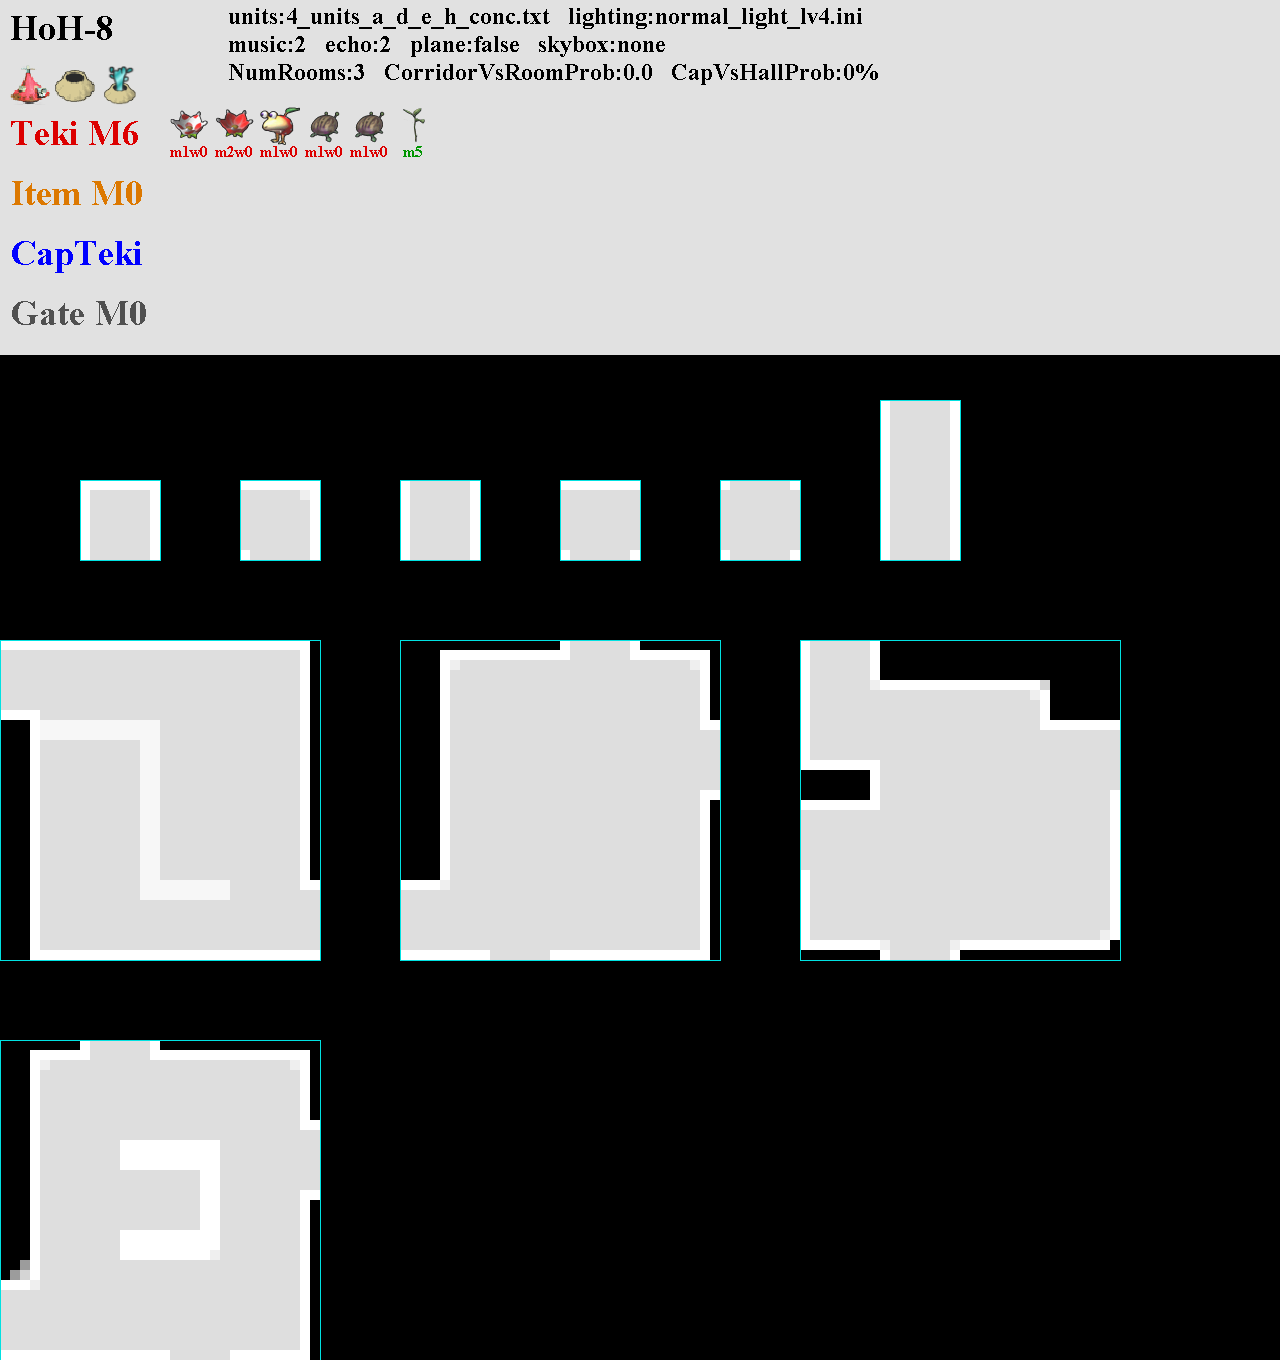 HoH-8
units:4_units_a_d_e_h_conc.txt lighting:normal_light_lv4.ini
music:2 echo:2 plane:false skybox:none
NumRooms:3 CorridorVsRoomProb:0.0 CapVsHallProb:0%
Teki M6
m1w0 m2w0 m1w0 m1w0 m1w0 m5
Item M0
CapTeki
Gate M0